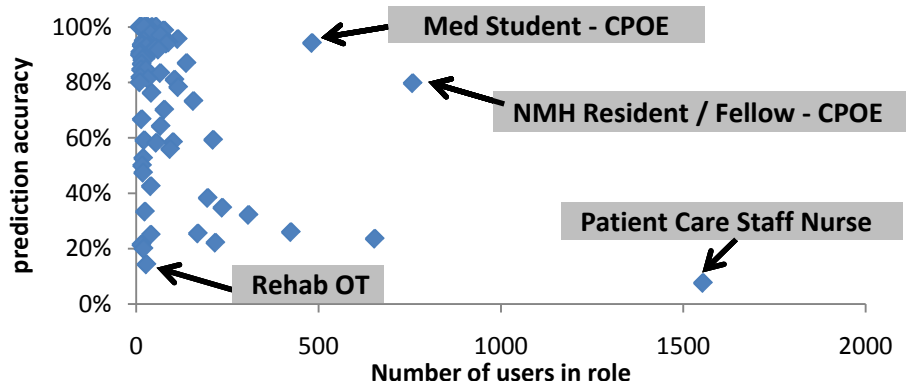 100%
80%
60%
40%
20%
0%
prediction accuracy
Med Student - CPOE
NMH Resident / Fellow - CPOE
Patient Care Staff Nurse
Rehab OT
0
500
1000
1500
2000
Number of users in role